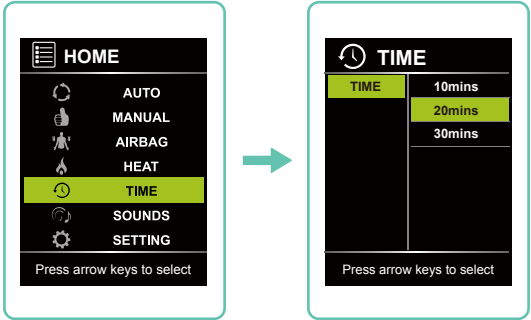 HOME
AUTO
MANUAL
AIRBAG
HEAT
TIME
SOUNDS
SETTING
Press arrow keys to select
TIME
TIME
10mins
20mins
30mins
Press arrow keys to select